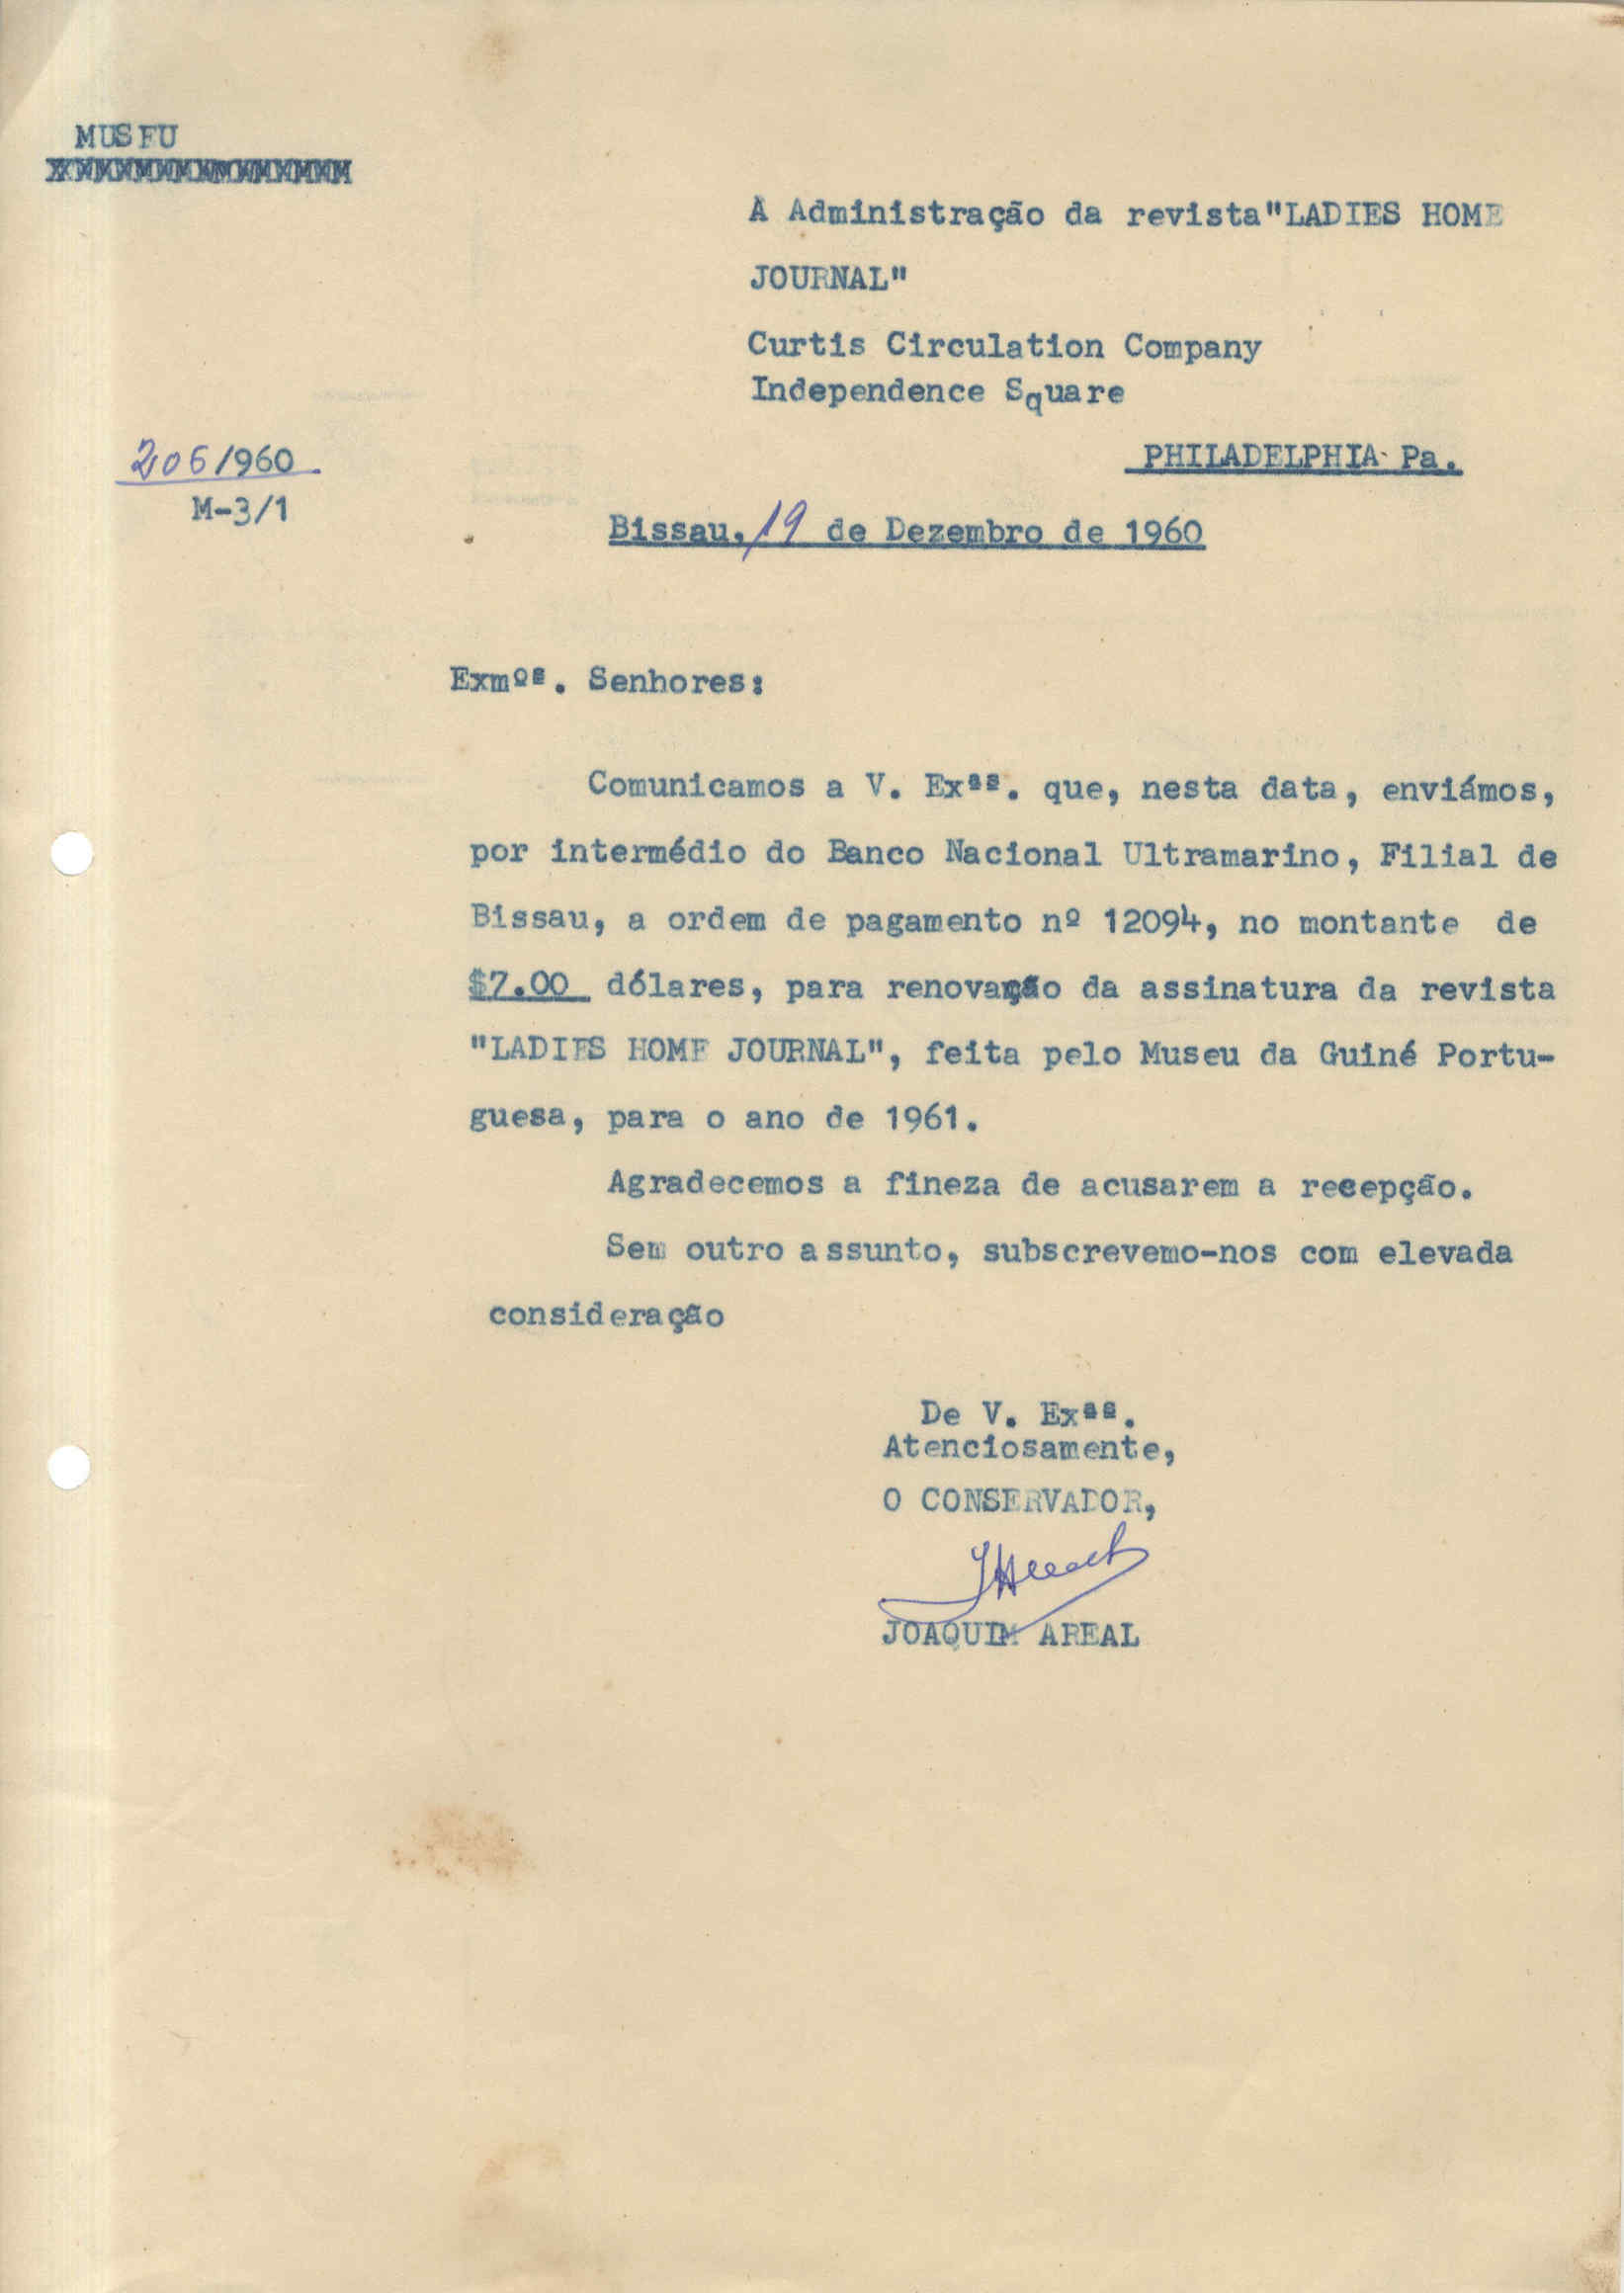 MUSEU
A Administração da revista "LADIES HOME
JOURNAL"
Curtis Circulation Company
Independence Square
PHILADELPHIA Pa.
206/960.
M-3/1
Bissau, 19 de Dezembro de 1960
Exmºs. Senhores:
Comunicamos a V. Exªs. que, nesta data, enviámos,
por intermédio do Banco Nacional Ultramarino, Filial de
Bissau, a ordem de pagamento nº 12094, no montante de
$7.00 dólares, para renovação da assinatura da revista
"LADIES HOME JOURNAL", feita pelo Museu da Guiné Portu-
guesa, para o ano de 1961.
Agradecemos a fineza de acusarem a recepção.
Sem outro assunto, subscrevemo-nos com elevada
consideração
De V. Exªs.
Atenciosamente,
O CONSERVADOR,
JOAQUIM AREAL